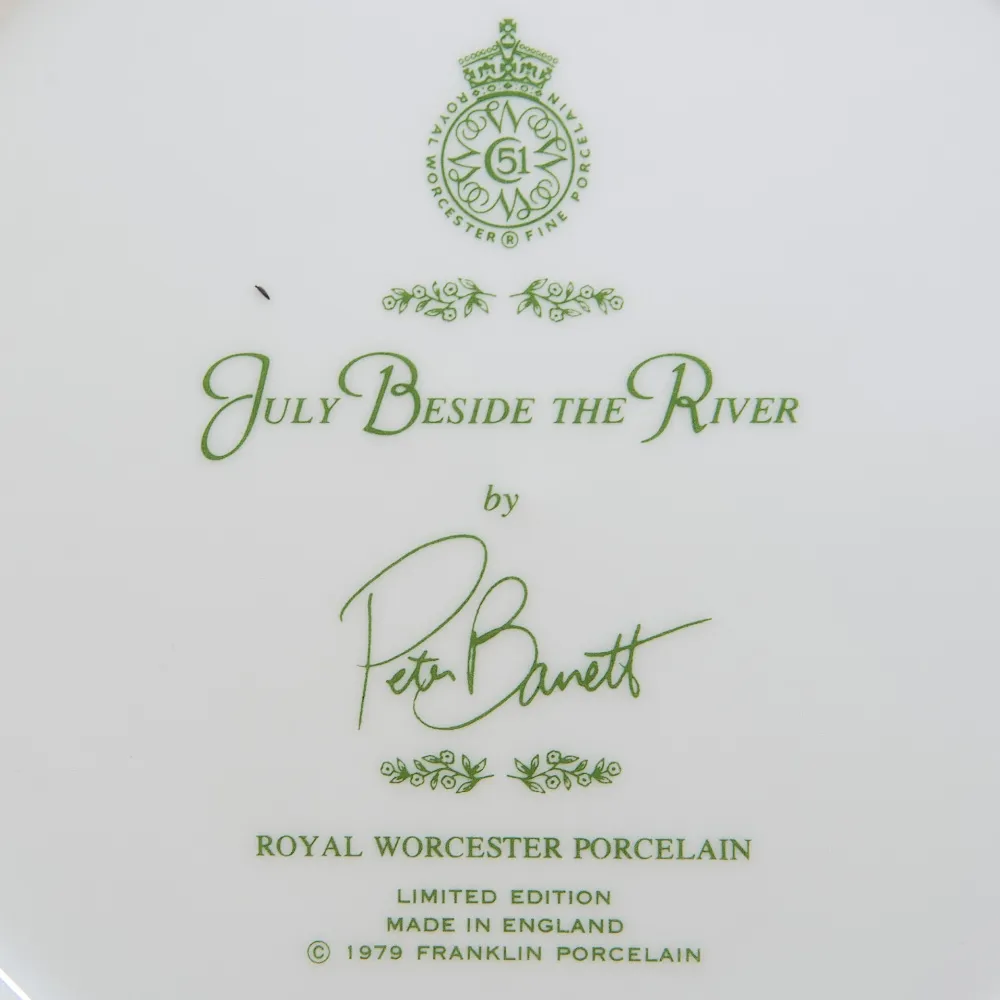 ROYAL WORCESTER ® FINE PORCELAIN
C 51
JULY BESIDE THE RIVER
by
Peter Barrett
ROYAL WORCESTER PORCELAIN
LIMITED EDITION
MADE IN ENGLAND
© 1979 FRANKLIN PORCELAIN